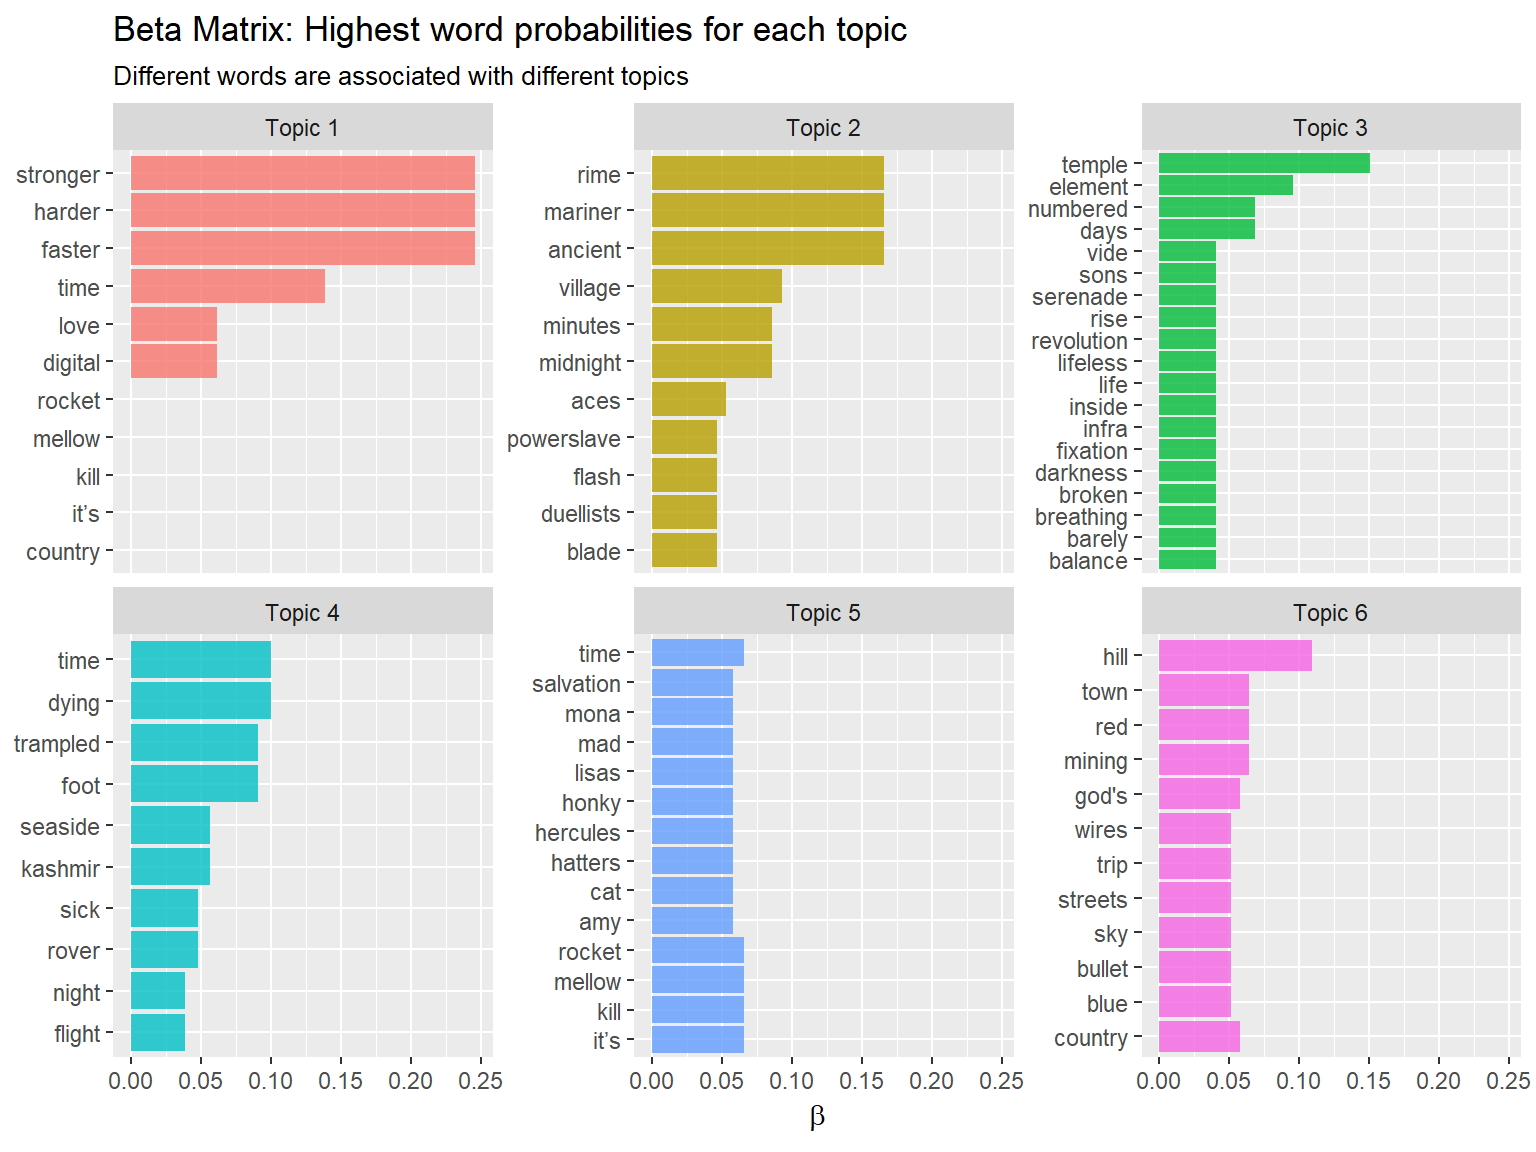 Beta Matrix: Highest word probabilities for each topic
Different words are associated with different topics
Topic 1
stronger
harder
faster
time
love
digital
rocket
mellow
kill
it’s
country
Topic 2
rime
mariner
ancient
village
minutes
midnight
aces
powerslave
flash
duellists
blade
Topic 3
temple
element
numbered
days
vide
sons
serenade
rise
revolution
lifeless
life
inside
infra
fixation
darkness
broken
breathing
barely
balance
Topic 4
time
dying
trampled
foot
seaside
kashmir
sick
rover
night
flight
0.00 0.05 0.10 0.15 0.20 0.25
Topic 5
time
salvation
mona
mad
lisas
honky
hercules
hatters
cat
amy
rocket
mellow
kill
it’s
0.00 0.05 0.10 0.15 0.20 0.25
Topic 6
hill
town
red
mining
god's
wires
trip
streets
sky
bullet
blue
country
0.00 0.05 0.10 0.15 0.20 0.25
β